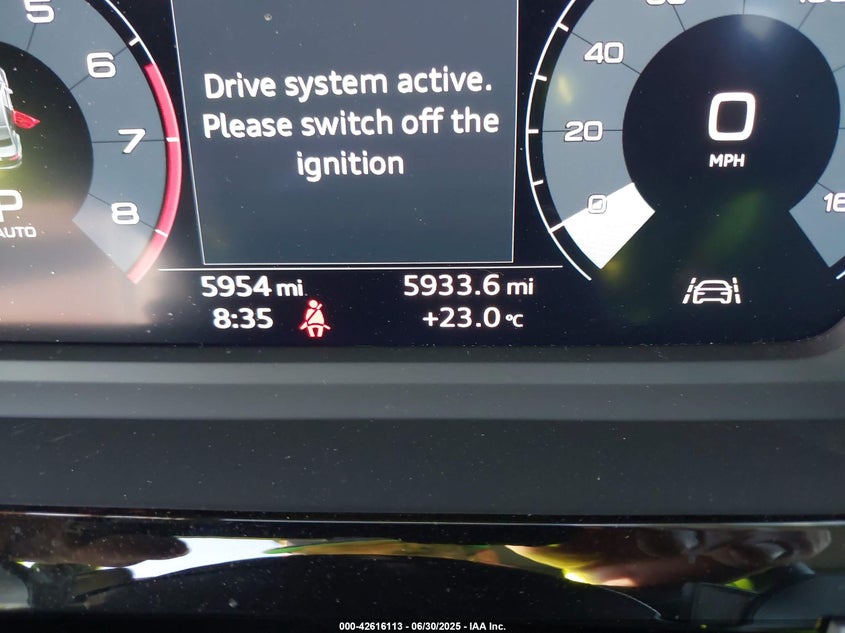 5
6
7
8
P
AUTO
Drive system active.
Please switch off the
ignition
40
20
0
0
MPH
16
5954 mi
5933.6 mi
8:35
+23.0 °C
000-42616113 - 06/30/2025 - IAA Inc.